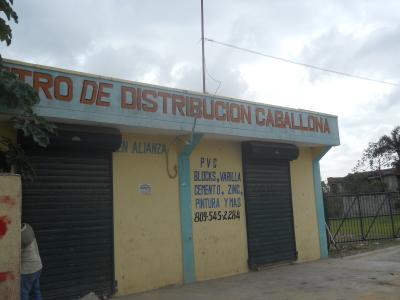 TRO DE DISTRIBUCION CABALLONA
EN ALIANZA
PVC
BLOCKS, VARILLA
CEMENTO, ZINC,
PINTURA Y MAS
809-545-2284